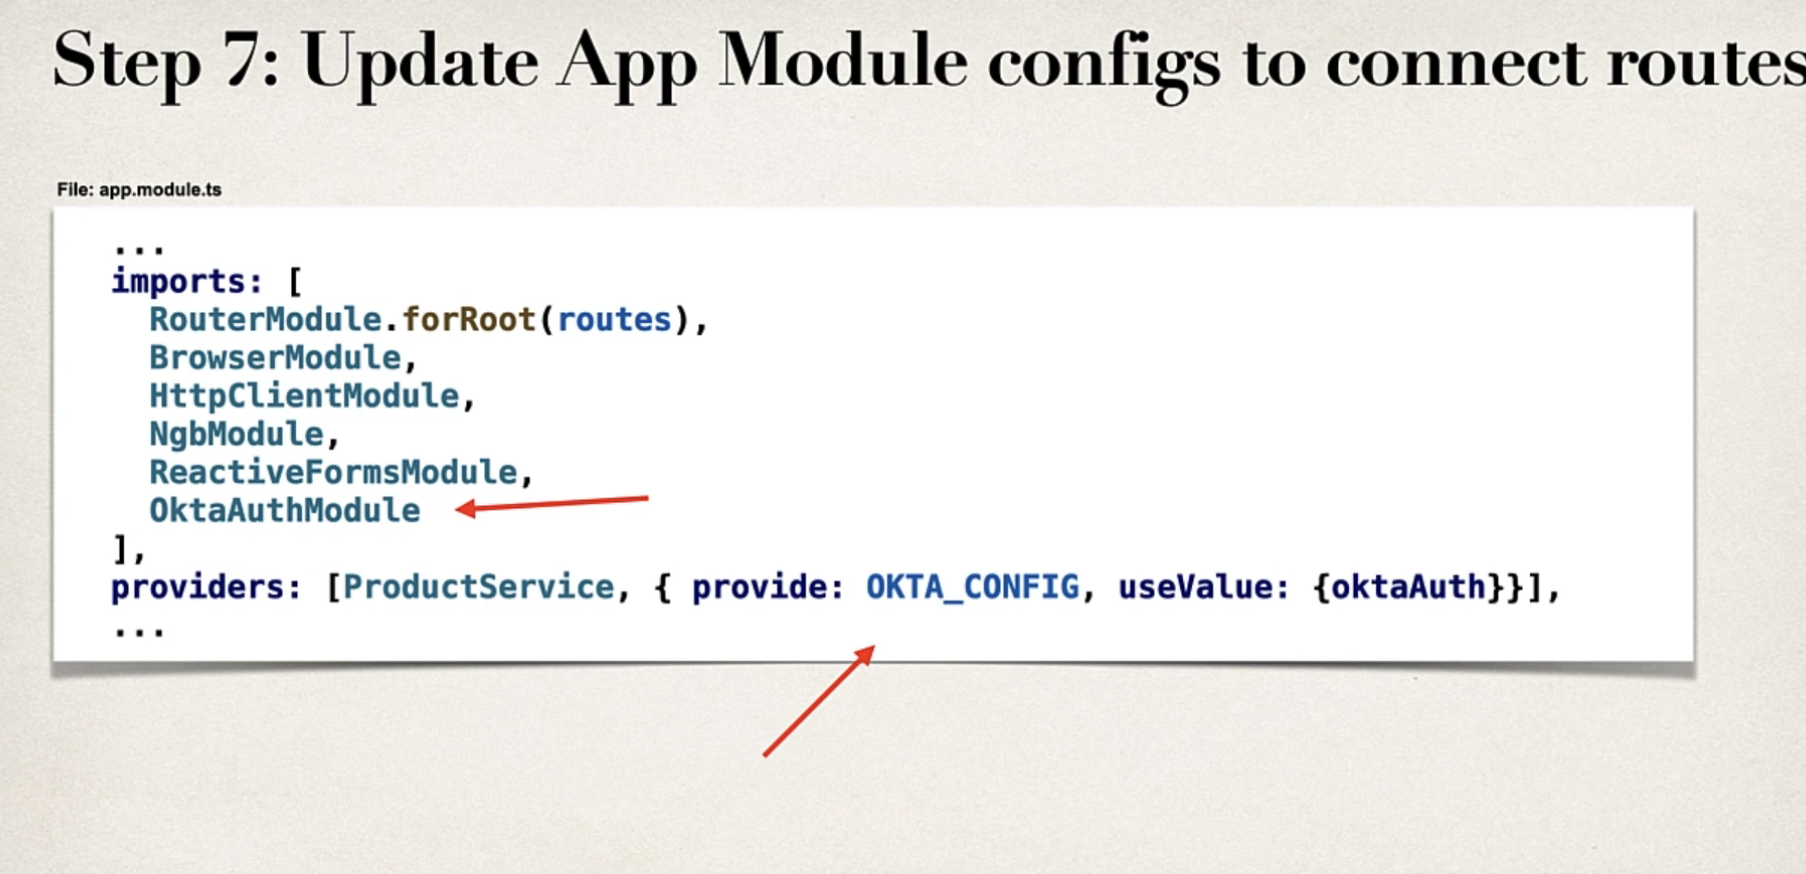 Step 7: Update App Module configs to connect routes
File: app.module.ts
...
imports: [
RouterModule.forRoot(routes),
BrowserModule,
HttpClientModule,
NgbModule,
ReactiveFormsModule,
OktaAuthModule
],
providers: [ProductService, { provide: OKTA_CONFIG, useValue: {oktaAuth}}],
...